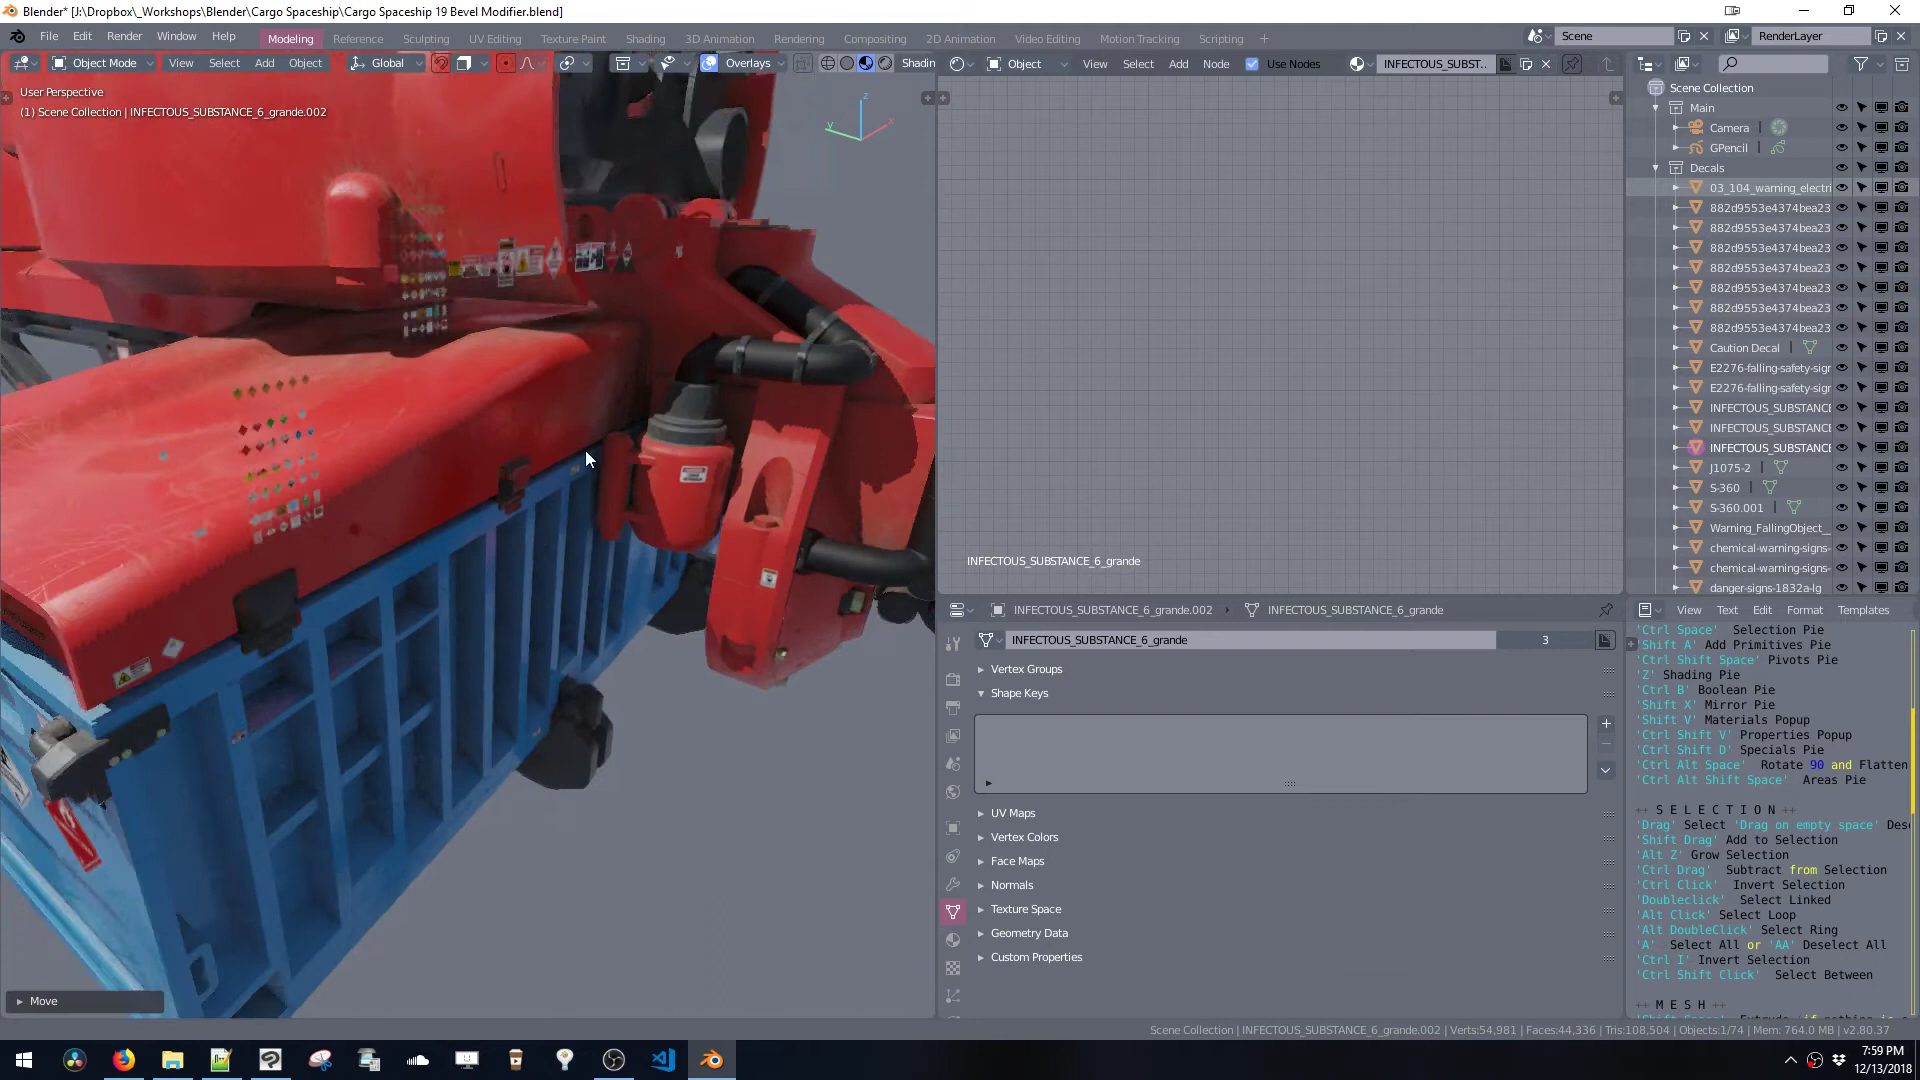 Blender* [J:\Dropbox\_Workshops\Blender\Cargo Spaceship\Cargo Spaceship 19 Bevel Modifier.blend]
File Edit Render Window Help Modeling Reference Sculpting UV Editing Texture Paint Shading 3D Animation Rendering Compositing 2D Animation Video Editing Motion Tracking Scripting + Scene RenderLayer
Object Mode View Select Add Object Global Overlays Shadin
Object View Select Add Node Use Nodes INFECTOUS_SUBST..
User Perspective
(1) Scene Collection | INFECTOUS_SUBSTANCE_6_grande.002
z
y
x
Move
INFECTOUS_SUBSTANCE_6_grande
INFECTOUS_SUBSTANCE_6_grande.002 INFECTOUS_SUBSTANCE_6_grande
INFECTOUS_SUBSTANCE_6_grande 3
Vertex Groups
Shape Keys
UV Maps
Vertex Colors
Face Maps
Normals
Texture Space
Geometry Data
Custom Properties
Scene Collection
Main
Camera
GPencil
Decals
03_104_warning_electri
882d9553e4374bea23
882d9553e4374bea23
882d9553e4374bea23
882d9553e4374bea23
882d9553e4374bea23
882d9553e4374bea23
882d9553e4374bea23
Caution Decal
E2276-falling-safety-sigr
E2276-falling-safety-sigr
INFECTOUS_SUBSTANCE
INFECTOUS_SUBSTANCE
INFECTOUS_SUBSTANCE
J1075-2
S-360
S-360.001
Warning_FallingObject_
chemical-warning-signs-
chemical-warning-signs-
danger-signs-1832a-lg
View Text Edit Format Templates
'Ctrl Space' Selection Pie
'Shift A' Add Primitives Pie
'Ctrl Shift Space' Pivots Pie
'Z' Shading Pie
'Ctrl B' Boolean Pie
'Shift X' Mirror Pie
'Shift V' Materials Popup
'Ctrl Shift V' Properties Popup
'Ctrl Shift D' Specials Pie
'Ctrl Alt Space' Rotate 90 and Flatten
'Ctrl Alt Shift Space' Areas Pie
++ S E L E C T I O N ++
'Drag' Select 'Drag on empty space' Des
'Shift Drag' Add to Selection
'Alt Z' Grow Selection
'Ctrl Drag' Subtract from Selection
'Ctrl Click' Invert Selection
'Doubleclick' Select Linked
'Alt Click' Select Loop
'Alt DoubleClick' Select Ring
'A' Select All or 'AA' Deselect All
'Ctrl I' Invert Selection
'Ctrl Shift Click' Select Between
++ M E S H ++
Scene Collection | INFECTOUS_SUBSTANCE_6_grande.002 | Verts:54,981 | Faces:44,336 | Tris:108,504 | Objects:1/74 | Mem: 764.0 MB | v2.80.37
7:59 PM
12/13/2018